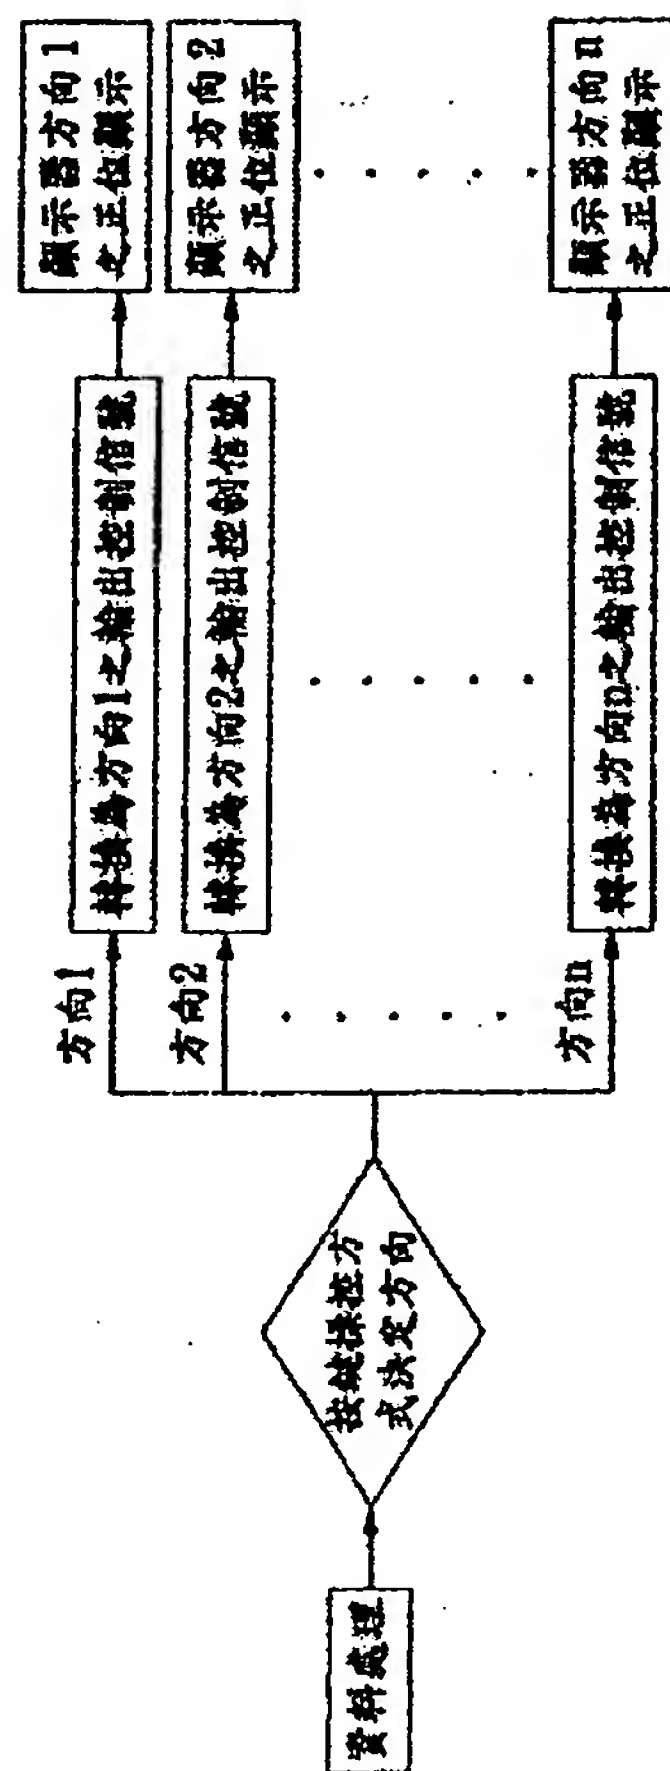 資料處理
按鍵操控方
式決定方向
方向1
轉換為方向1之輸出控制信號
顯示器方向1
之正位顯示
方向2
轉換為方向2之輸出控制信號
顯示器方向2
之正位顯示
方向n
轉換為方向n之輸出控制信號
顯示器方向n
之正位顯示